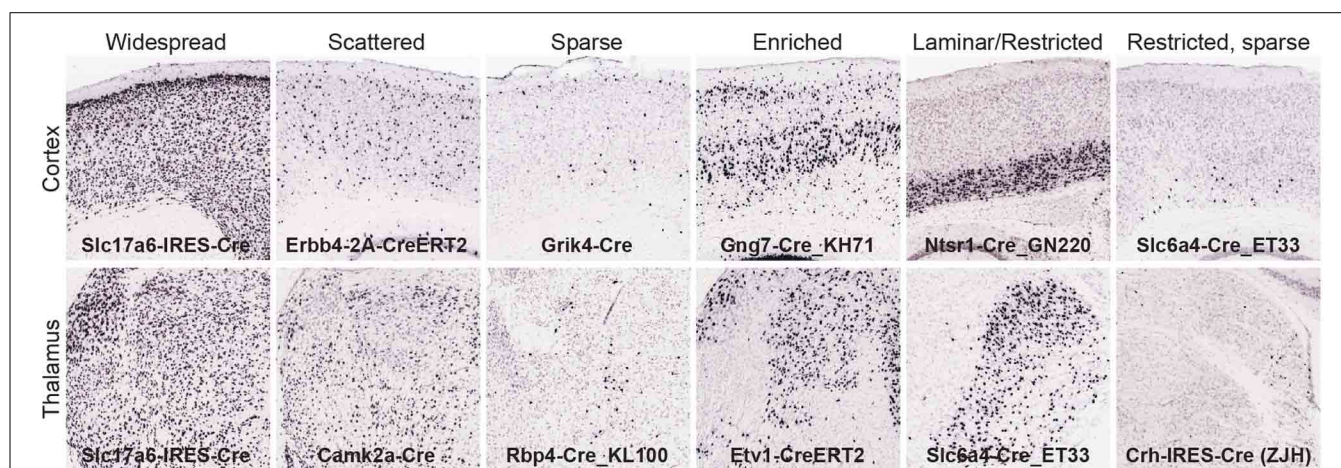 Widespread Scattered Sparse Enriched Laminar/Restricted Restricted, sparse
Cortex
Slc17a6-IRES-Cre Erbb4-2A-CreERT2 Grik4-Cre Gng7-Cre_KH71 Ntsr1-Cre_GN220 Slc6a4-Cre_ET33
Thalamus
Slc17a6-IRES-Cre Camk2a-Cre Rbp4-Cre_KL100 Etv1-CreERT2 Slc6a4-Cre_ET33 Crh-IRES-Cre (ZJH)